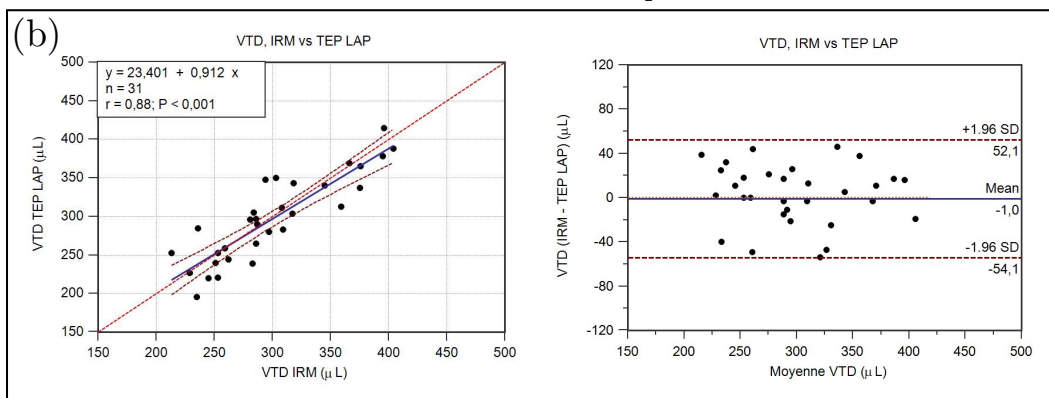 (b)
VTD, IRM vs TEP LAP
y = 23,401 + 0,912 x
n = 31
r = 0,88; P < 0,001
500
450
400
350
300
250
200
150
VTD TEP LAP (μL)
150 200 250 300 350 400 450 500
VTD IRM (μ L)
VTD, IRM vs TEP LAP
120
80
40
0
-40
-80
-120
VTD (IRM - TEP LAP) (μL)
+1.96 SD
52,1
Mean
-1,0
-1.96 SD
-54,1
150 200 250 300 350 400 450 500
Moyenne VTD (μ L)